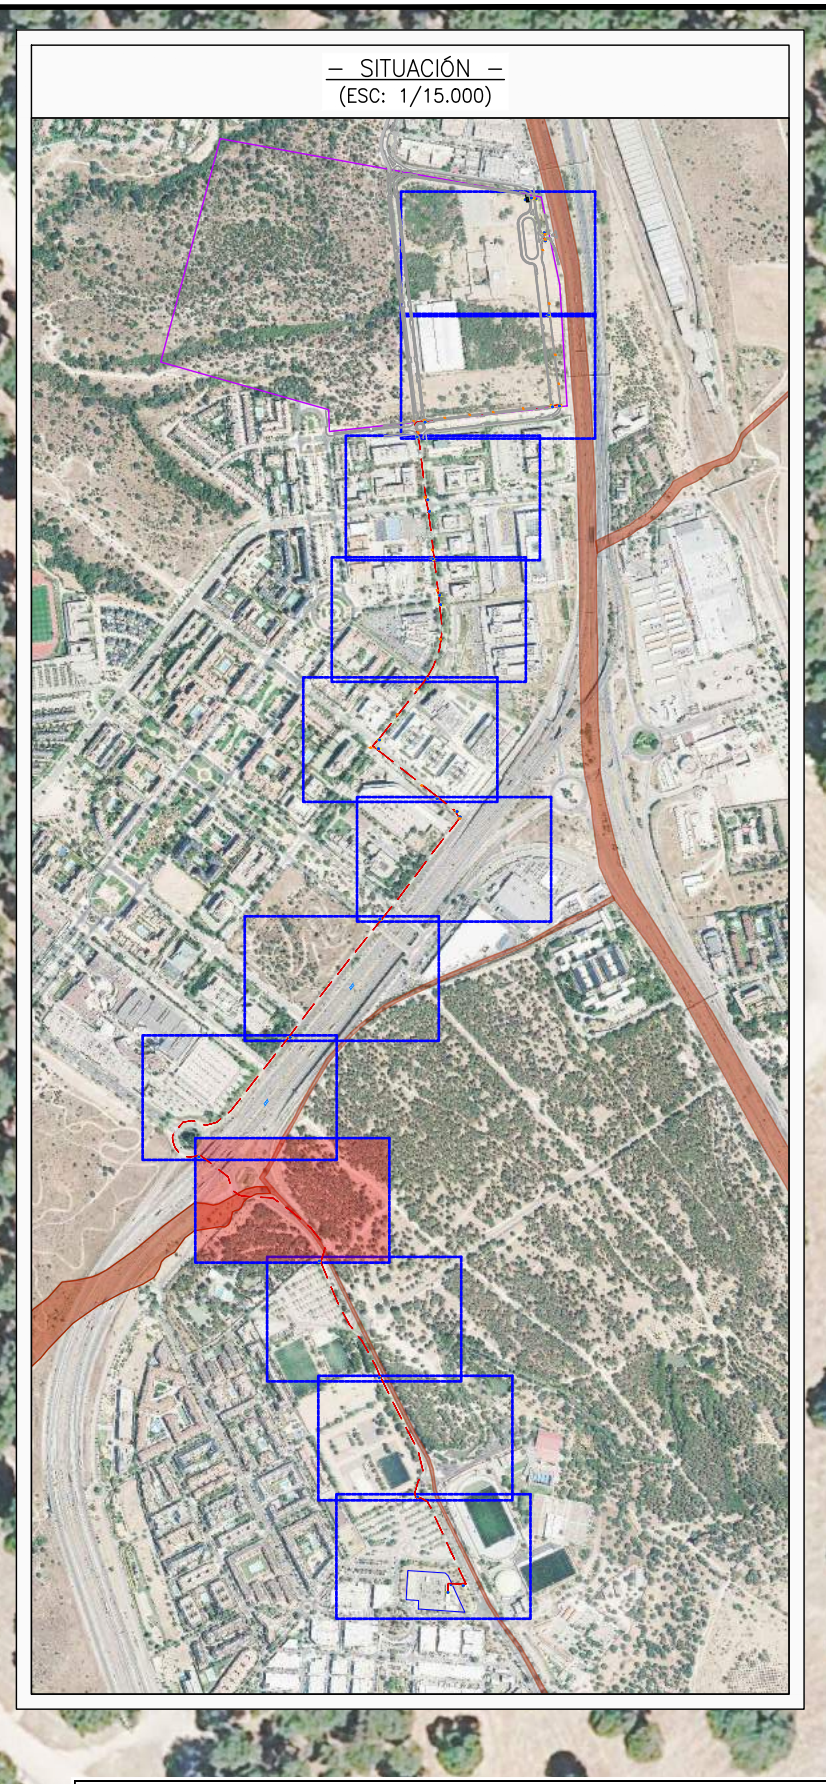 – SITUACIÓN –
(ESC: 1/15.000)